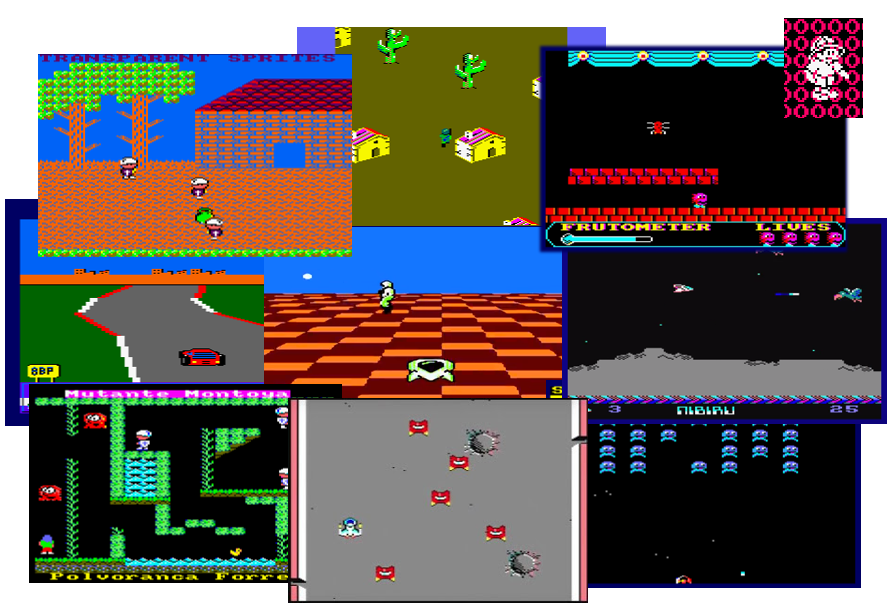 TRANSPARENT SPRITES
FRUTOMETER LIVES
8BP
S
3 NIBIRU 25
Mutante Montoya
Polvoranca Forre